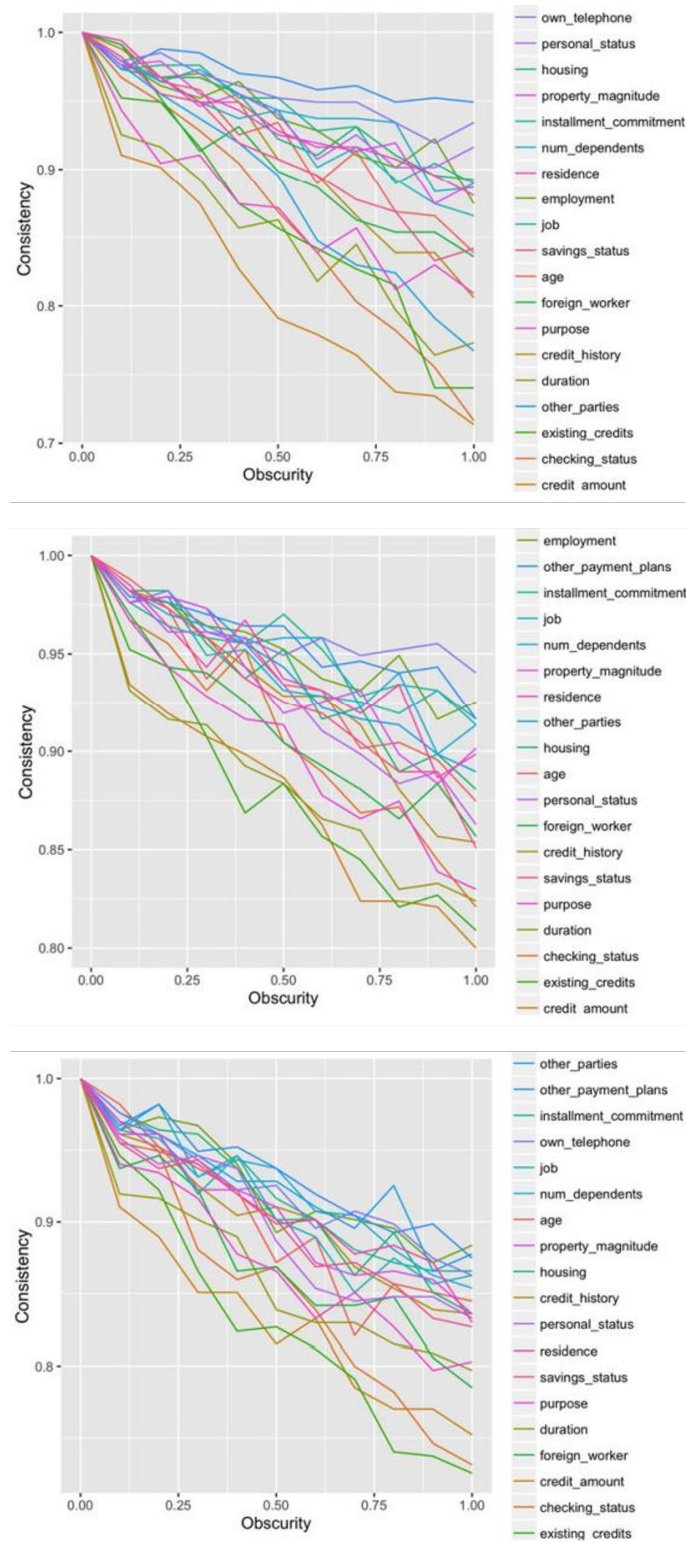 Consistency
1.0
0.9
0.8
0.7
0.00
0.25
0.50
0.75
1.00
Obscurity
own_telephone
personal_status
housing
property_magnitude
installment_commitment
num_dependents
residence
employment
job
savings_status
age
foreign_worker
purpose
credit_history
duration
other_parties
existing_credits
checking_status
credit_amount
Consistency
1.00
0.95
0.90
0.85
0.80
0.00
0.25
0.50
0.75
1.00
Obscurity
employment
other_payment_plans
installment_commitment
job
num_dependents
property_magnitude
residence
other_parties
housing
age
personal_status
foreign_worker
credit_history
savings_status
purpose
duration
checking_status
existing_credits
credit_amount
Consistency
1.0
0.9
0.8
0.00
0.25
0.50
0.75
1.00
Obscurity
other_parties
other_payment_plans
installment_commitment
own_telephone
job
num_dependents
age
property_magnitude
housing
credit_history
personal_status
residence
savings_status
purpose
duration
foreign_worker
credit_amount
checking_status
existing_credits